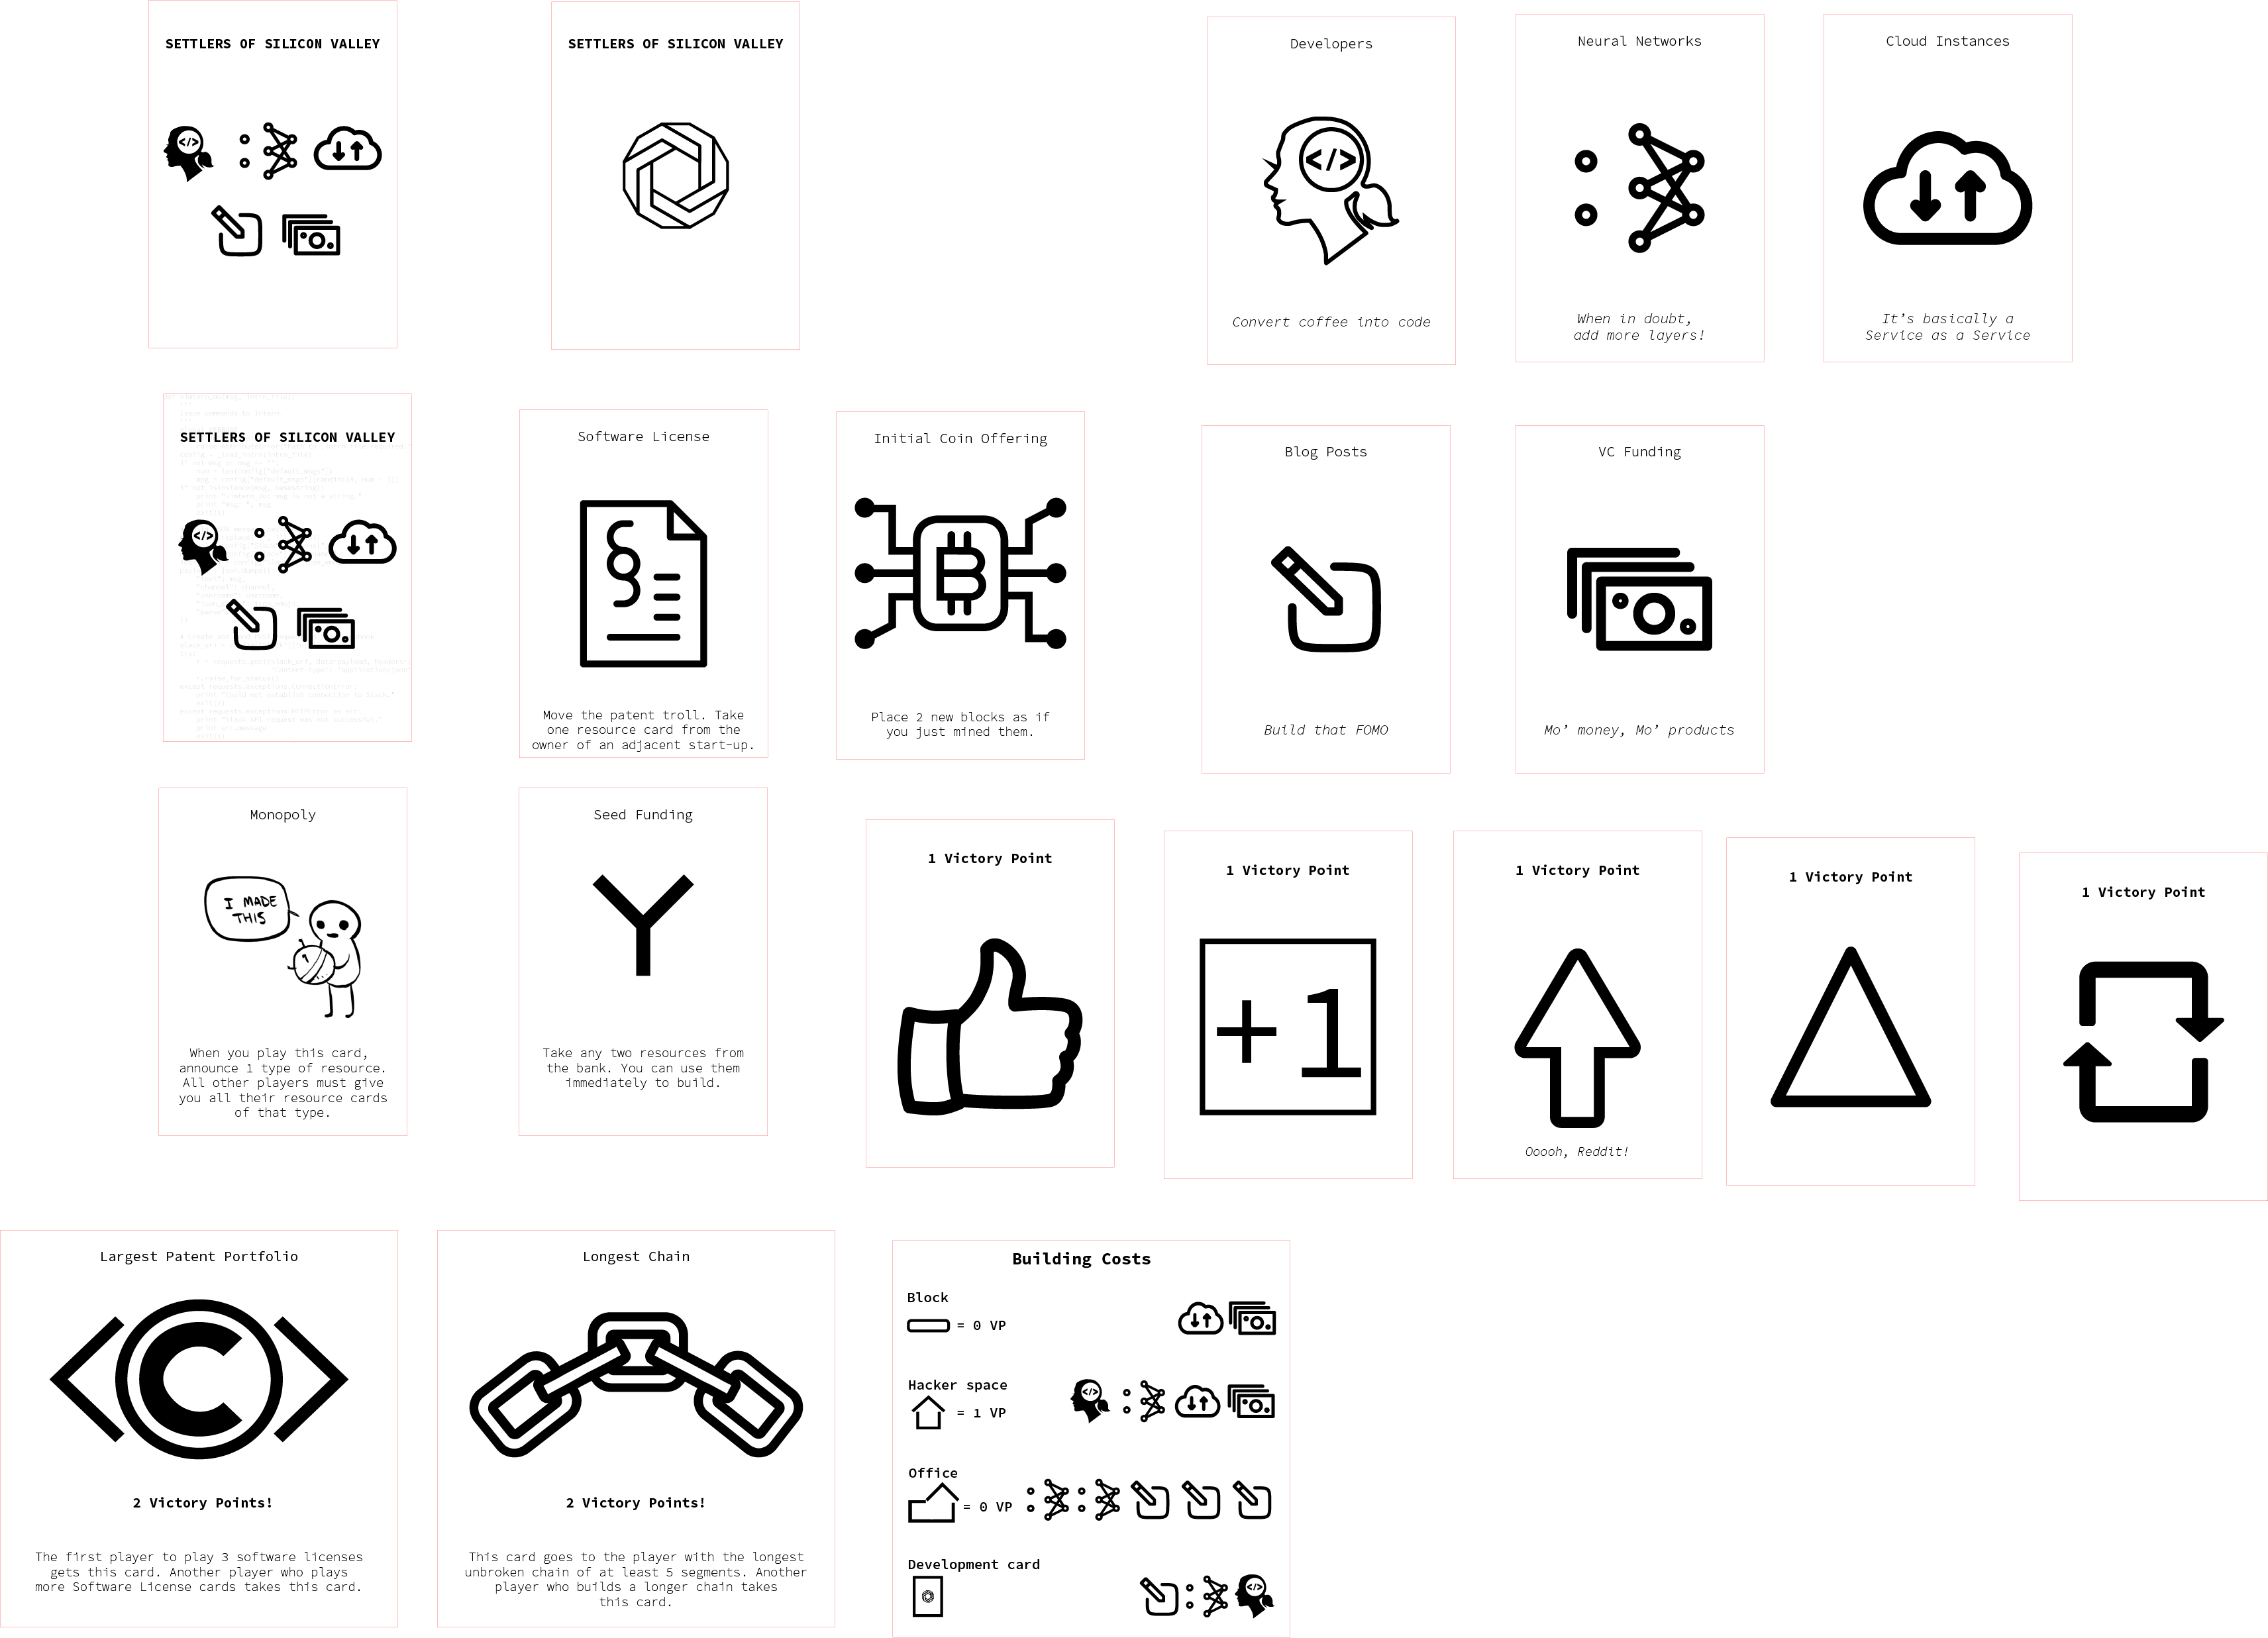 SETTLERS OF SILICON VALLEY
</>
SETTLERS OF SILICON VALLEY
Developers
</>
Convert coffee into code
Neural Networks
When in doubt,
add more layers!
Cloud Instances
It's basically a
Service as a Service
SETTLERS OF SILICON VALLEY
</>
Software License
Move the patent troll. Take
one resource card from the
owner of an adjacent start-up.
Initial Coin Offering
B
Place 2 new blocks as if
you just mined them.
Blog Posts
Build that FOMO
VC Funding
Mo' money, Mo' products
Monopoly
I MADE
THIS
When you play this card,
announce 1 type of resource.
All other players must give
you all their resource cards
of that type.
Seed Funding
Y
Take any two resources from
the bank. You can use them
immediately to build.
1 Victory Point
1 Victory Point
+1
1 Victory Point
Ooooh, Reddit!
1 Victory Point
1 Victory Point
Largest Patent Portfolio
C
2 Victory Points!
The first player to play 3 software licenses
gets this card. Another player who plays
more Software License cards takes this card.
Longest Chain
2 Victory Points!
This card goes to the player with the longest
unbroken chain of at least 5 segments. Another
player who builds a longer chain takes
this card.
Building Costs
Block
= 0 VP
Hacker space
= 1 VP
</>
Office
= 0 VP
Development card
</>